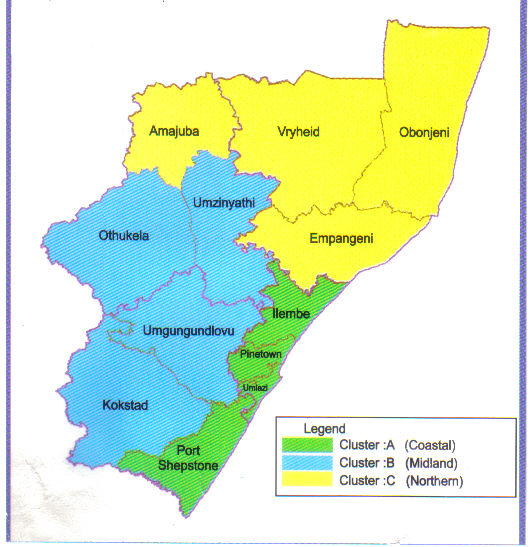 Amajuba
Vryheid
Obonjeni
Umzinyathi
Othukela
Empangeni
Ilembe
Umgungundlovu
Pinetown
Umlazi
Kokstad
Port
Shepstone
Legend
Cluster :A (Coastal)
Cluster :B (Midland)
Cluster :C (Northern)